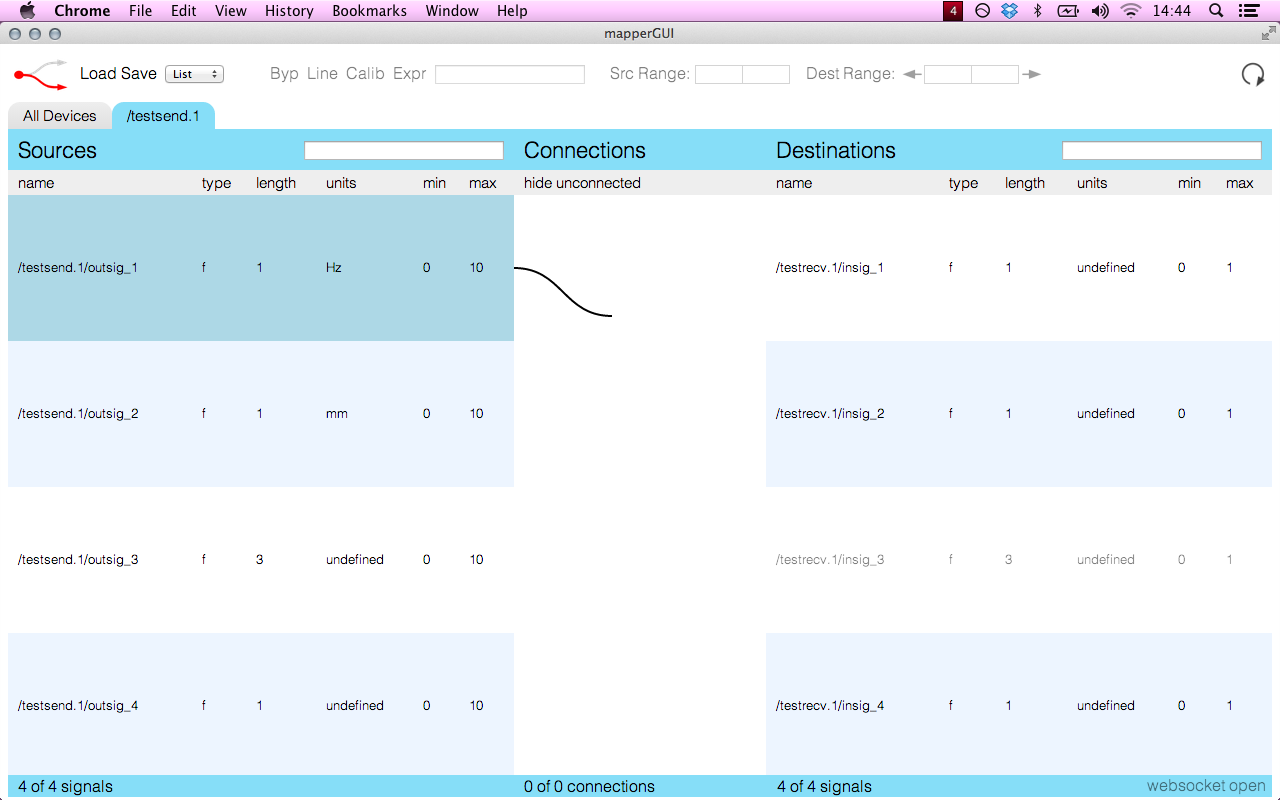 Chrome File Edit View History Bookmarks Window Help 4 14:44
mapperGUI
Load Save List Byp Line Calib Expr Src Range: Dest Range:
All Devices /testsend.1
Sources Connections Destinations
name type length units min max hide unconnected name type length units min max
/testsend.1/outsig_1 f 1 Hz 0 10 /testrecv.1/insig_1 f 1 undefined 0 1
/testsend.1/outsig_2 f 1 mm 0 10 /testrecv.1/insig_2 f 1 undefined 0 1
/testsend.1/outsig_3 f 3 undefined 0 10 /testrecv.1/insig_3 f 3 undefined 0 1
/testsend.1/outsig_4 f 1 undefined 0 10 /testrecv.1/insig_4 f 1 undefined 0 1
4 of 4 signals 0 of 0 connections 4 of 4 signals websocket open